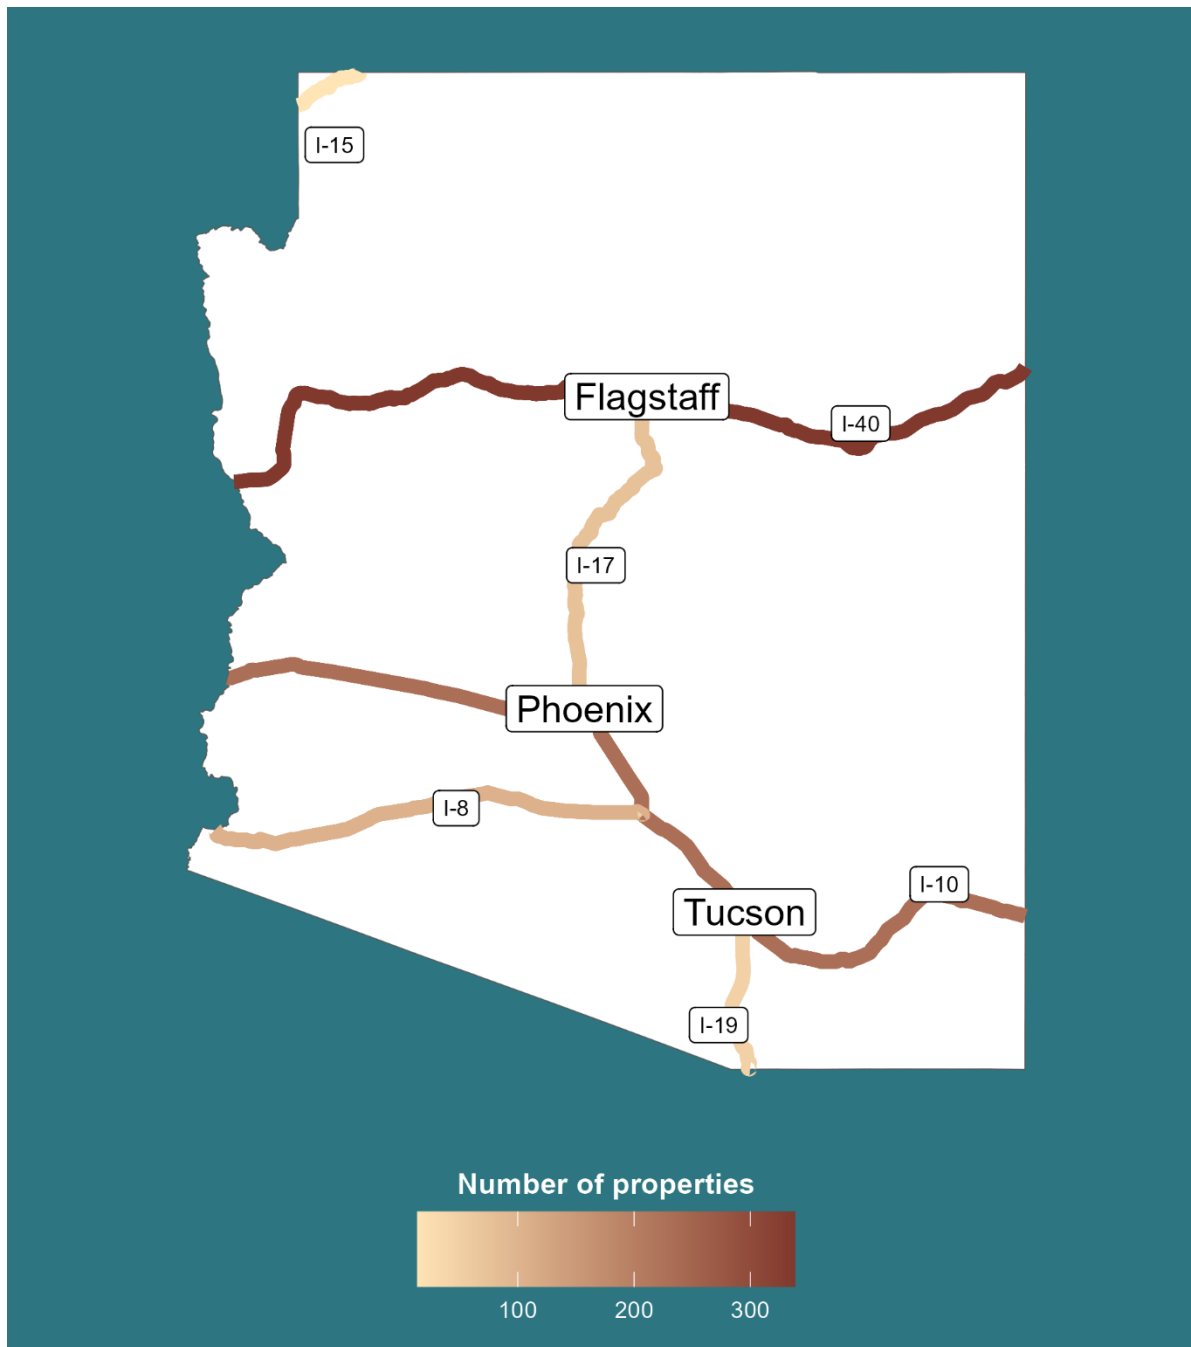 I-15
Flagstaff
I-40
I-17
Phoenix
I-8
I-10
Tucson
I-19
Number of properties
100 200 300